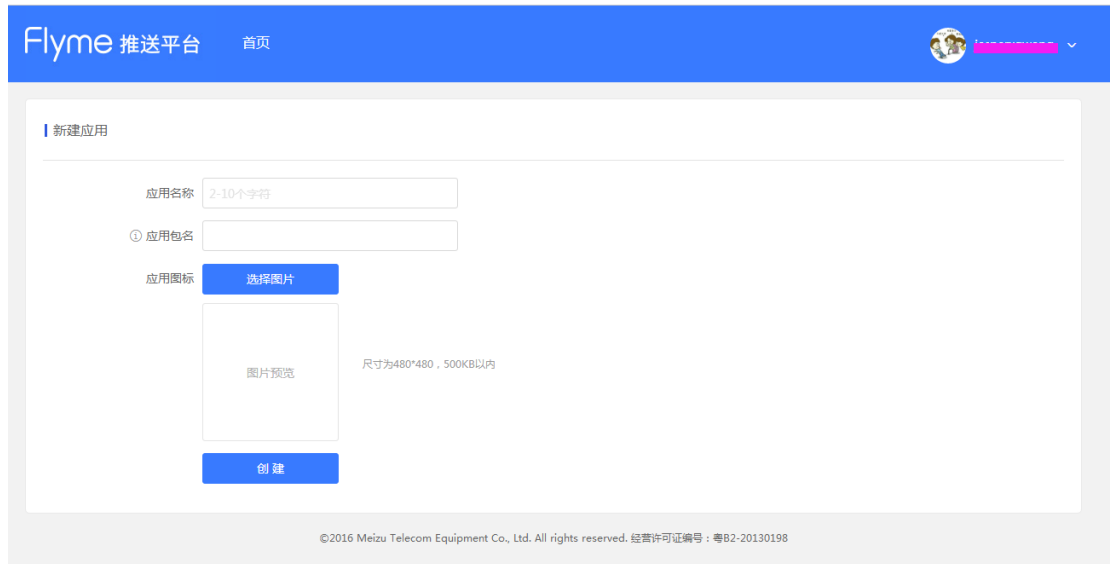 Flyme 推送平台 首页
新建应用
应用名称 2-10个字符
应用包名
应用图标 选择图片
图片预览 尺寸为480*480，500KB以内
创 建
©2016 Meizu Telecom Equipment Co., Ltd. All rights reserved. 经营许可证编号：粤B2-20130198